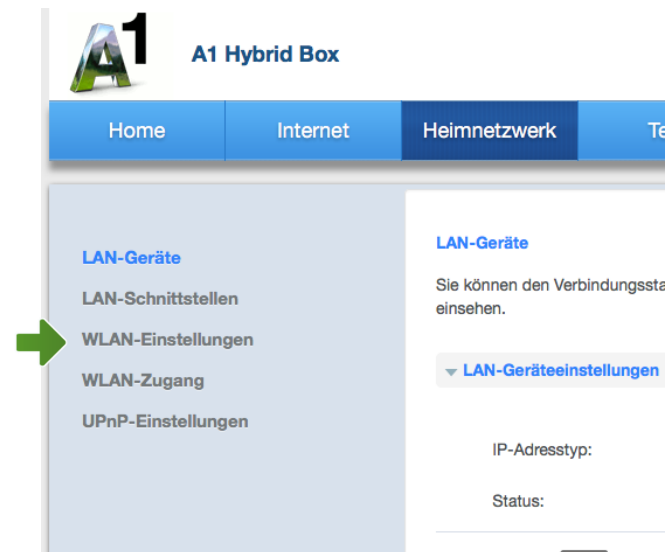 A1
A1 Hybrid Box
Home
Internet
Heimnetzwerk
Te
LAN-Geräte
LAN-Schnittstellen
WLAN-Einstellungen
WLAN-Zugang
UPnP-Einstellungen
LAN-Geräte
Sie können den Verbindungssta
einsehen.
LAN-Geräteeinstellungen
IP-Adresstyp:
Status: